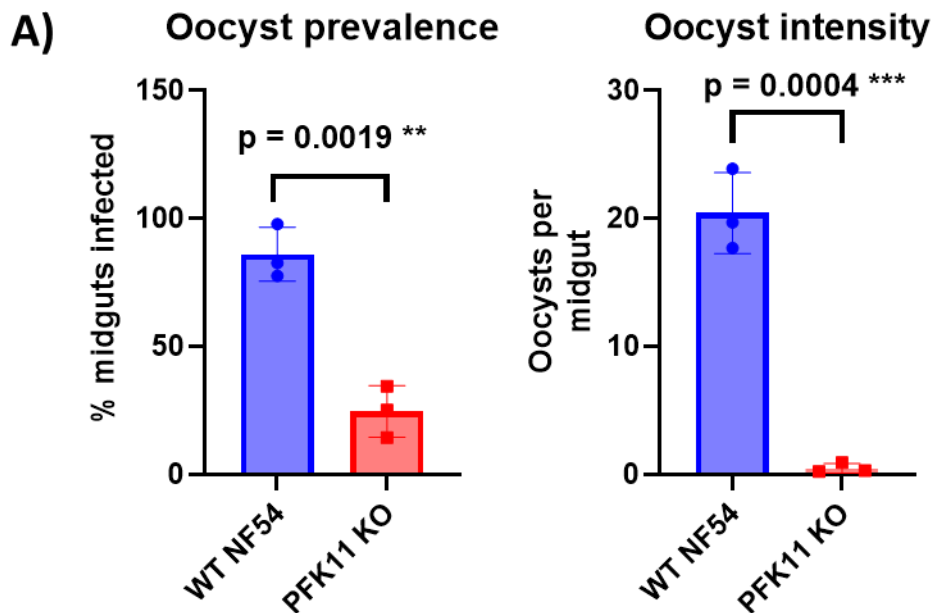 A)
Oocyst prevalence
% midguts infected
150
100
50
0
p = 0.0019 **
WT NF54
PFK11 KO
Oocyst intensity
Oocysts per
midgut
30
20
10
0
p = 0.0004 ***
WT NF54
PFK11 KO